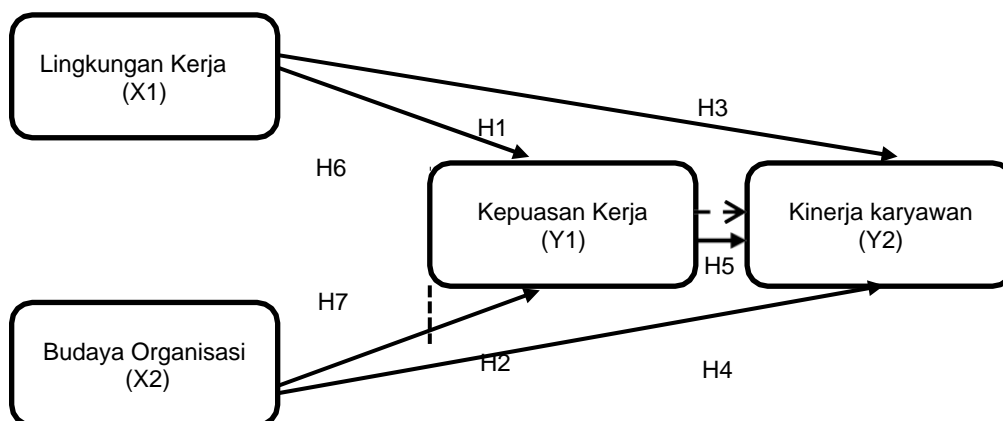 Lingkungan Kerja
(X1)
H3
H1
H6
Kepuasan Kerja
(Y1)
Kinerja karyawan
(Y2)
H5
H7
Budaya Organisasi
(X2)
H2
H4